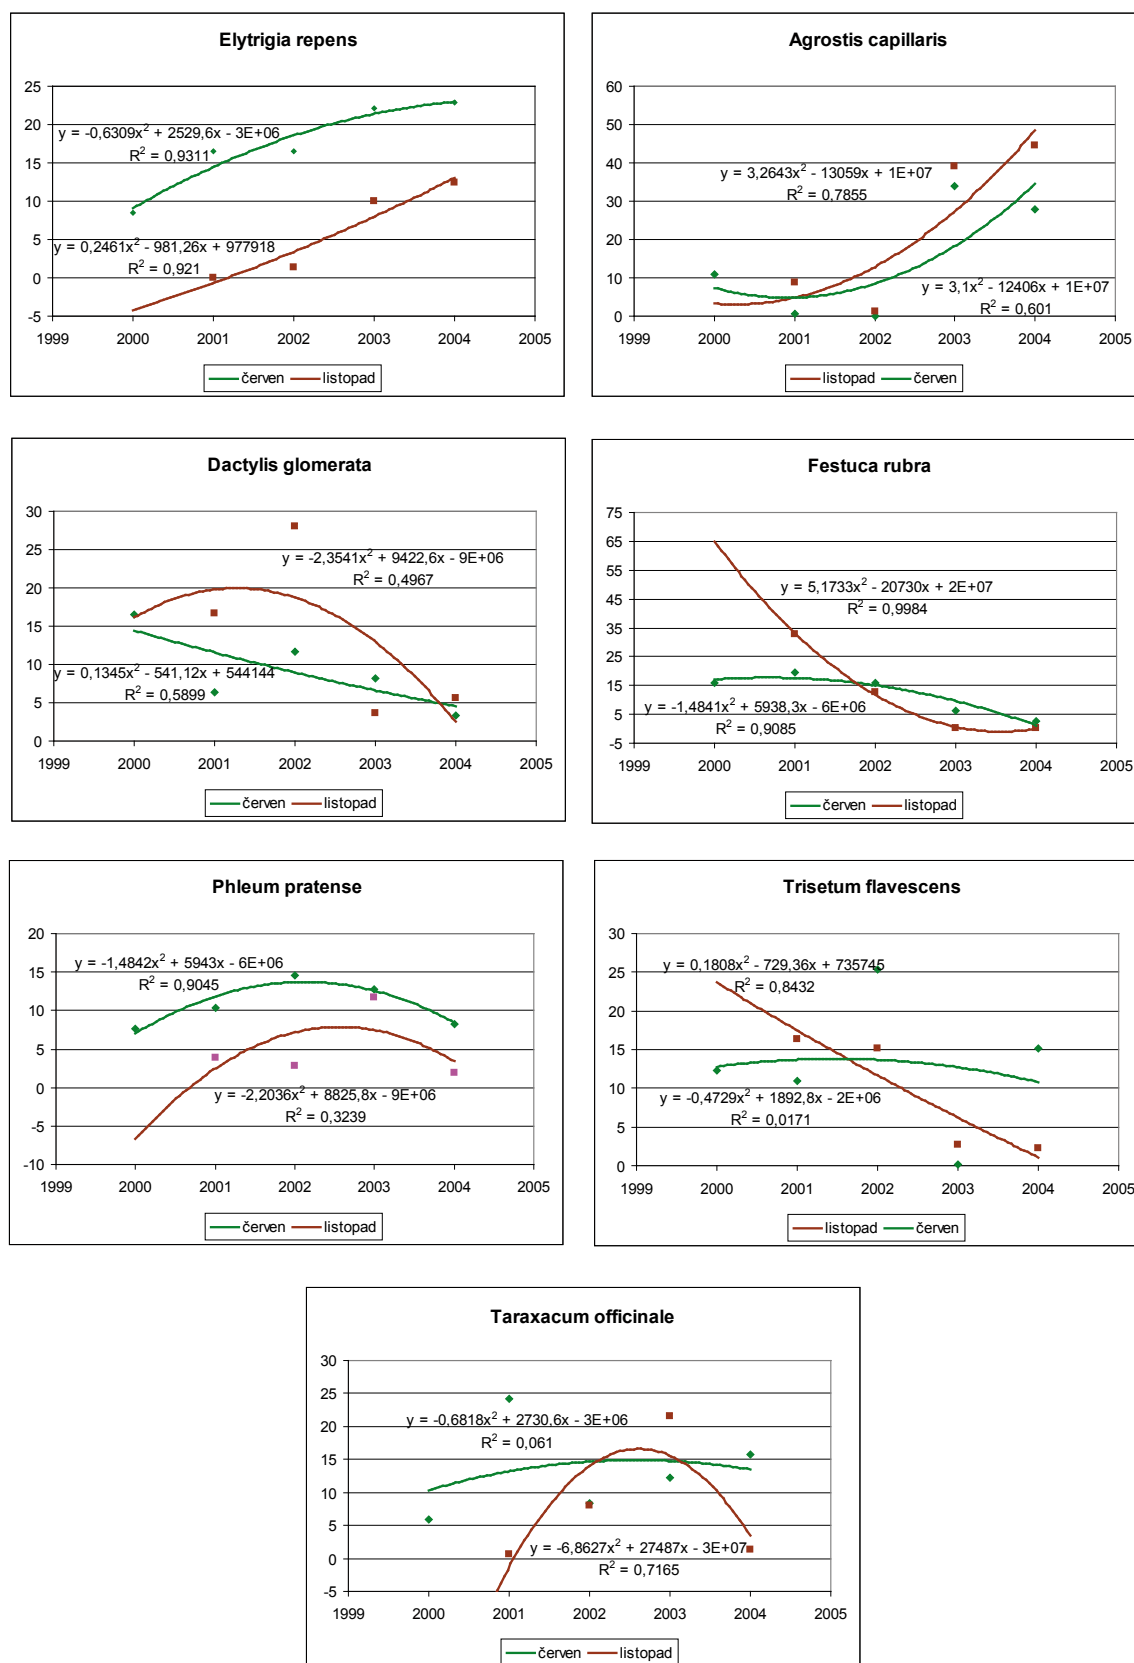 Elytrigia repens
25
20
15
10
5
0
-5
y = -0,6309x² + 2529,6x - 3E+06
R² = 0,9311
y = 0,2461x² - 981,26x + 977918
R² = 0,921
1999 2000 2001 2002 2003 2004 2005
červen listopad
Agrostis capillaris
60
50
40
30
20
10
0
y = 3,2643x² - 13059x + 1E+07
R² = 0,7855
y = 3,1x² - 12406x + 1E+07
R² = 0,601
1999 2000 2001 2002 2003 2004 2005
listopad červen
Dactylis glomerata
30
25
20
15
10
5
0
y = -2,3541x² + 9422,6x - 9E+06
R² = 0,4967
y = 0,1345x² - 541,12x + 544144
R² = 0,5899
1999 2000 2001 2002 2003 2004 2005
červen listopad
Festuca rubra
75
65
55
45
35
25
15
5
-5
y = 5,1733x² - 20730x + 2E+07
R² = 0,9984
y = -1,4841x² + 5938,3x - 6E+06
R² = 0,9085
1999 2000 2001 2002 2003 2004 2005
červen listopad
Phleum pratense
20
15
10
5
0
-5
-10
y = -1,4842x² + 5943x - 6E+06
R² = 0,9045
y = -2,2036x² + 8825,8x - 9E+06
R² = 0,3239
1999 2000 2001 2002 2003 2004 2005
červen listopad
Trisetum flavescens
30
25
20
15
10
5
0
y = 0,1808x² - 729,36x + 735745
R² = 0,8432
y = -0,4729x² + 1892,8x - 2E+06
R² = 0,0171
1999 2000 2001 2002 2003 2004 2005
listopad červen
Taraxacum officinale
30
25
20
15
10
5
0
-5
y = -0,6818x² + 2730,6x - 3E+06
R² = 0,061
y = -6,8627x² + 27487x - 3E+07
R² = 0,7165
1999 2000 2001 2002 2003 2004 2005
červen listopad